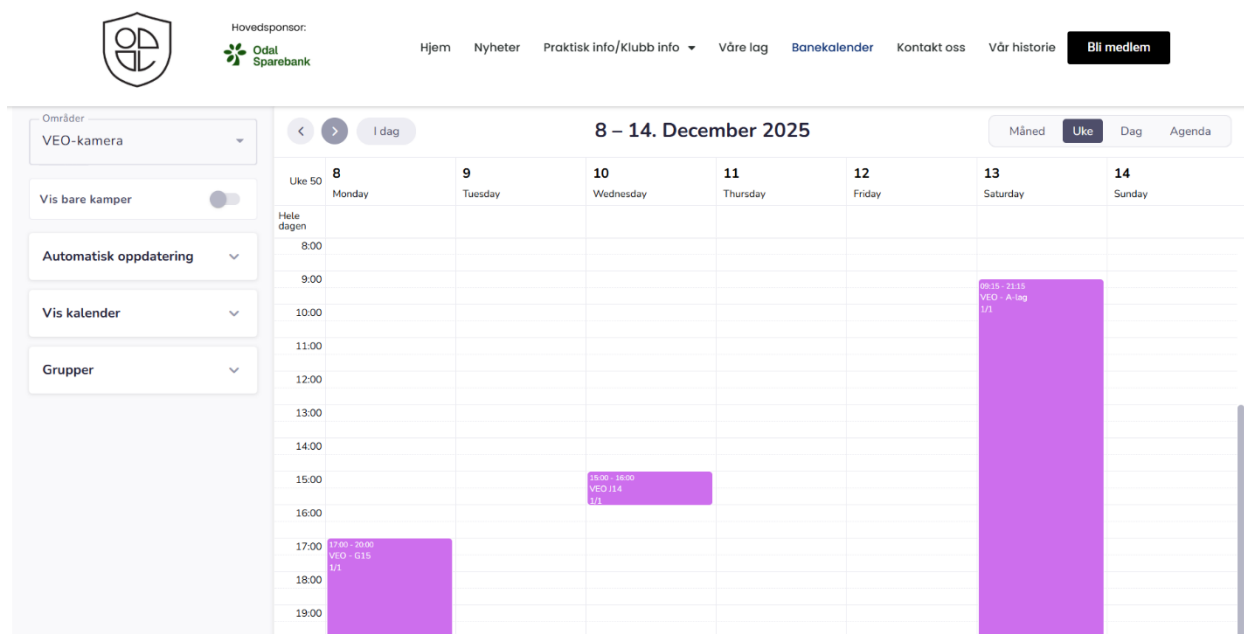 Hovedsponsor:
Odal
Sparebank
Hjem Nyheter Praktisk info/Klubb info Våre lag Banekalender Kontakt oss Vår historie Bli medlem
Områder
VEO-kamera
Vis bare kamper
Automatisk oppdatering
Vis kalender
Grupper
I dag
8 – 14. December 2025
Måned Uke Dag Agenda
Uke 50
8 9 10 11 12 13 14
Monday Tuesday Wednesday Thursday Friday Saturday Sunday
Hele
dagen
8:00
9:00
09:15 - 21:15
VEO - A-lag
1/1
10:00
11:00
12:00
13:00
14:00
15:00
15:00 - 16:00
VEO J14
1/1
16:00
17:00
17:00 - 20:00
VEO - G15
1/1
18:00
19:00